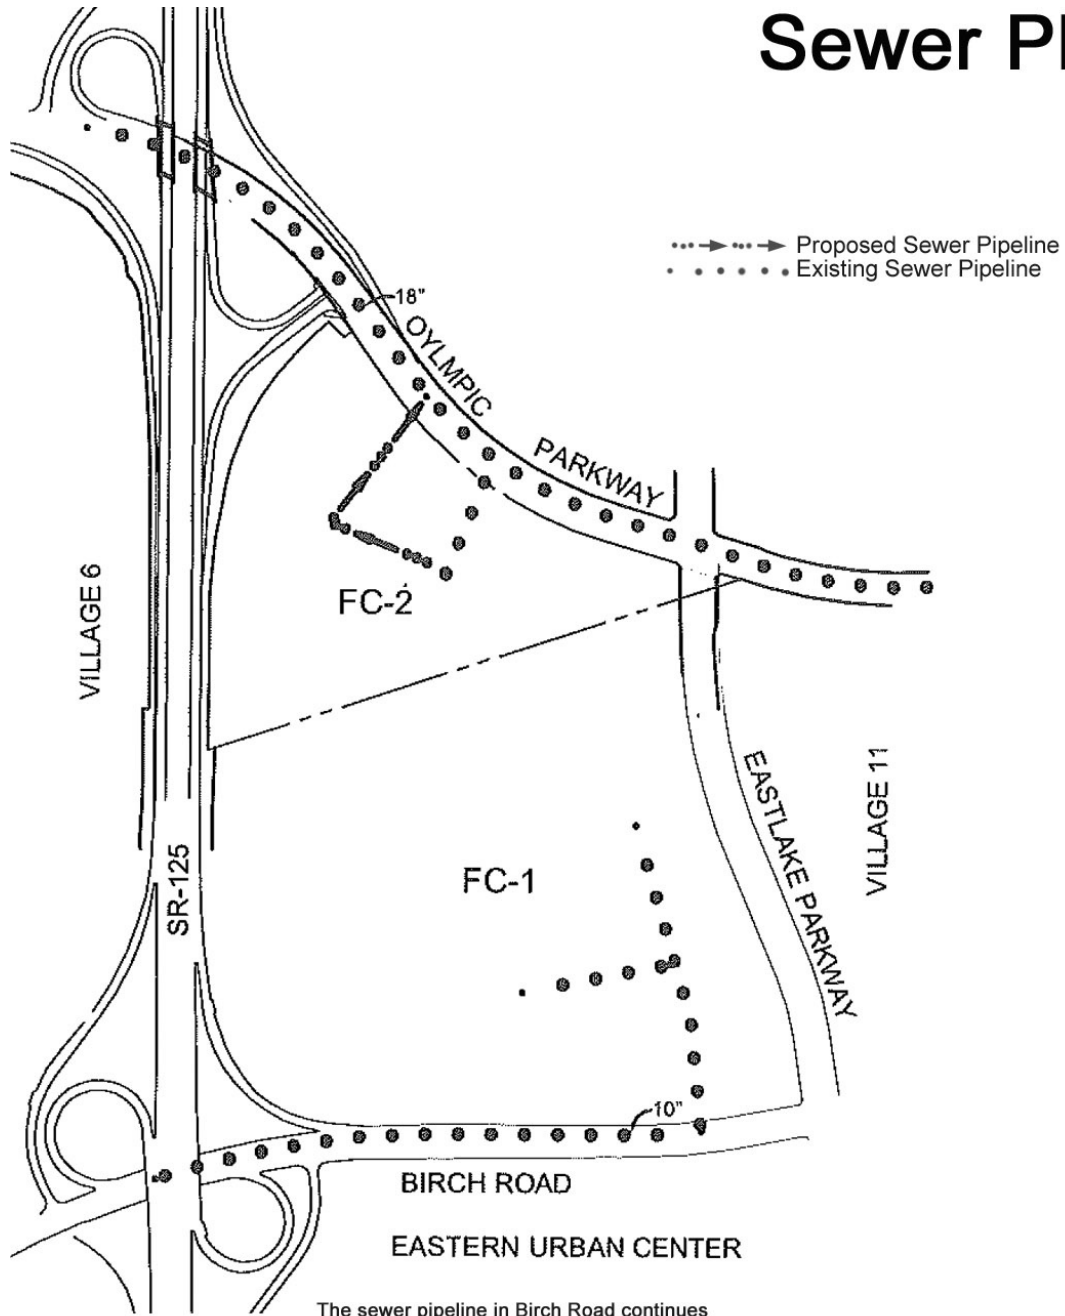 Sewer Pl
Proposed Sewer Pipeline
Existing Sewer Pipeline
18"
OYLMPIC
PARKWAY
FC-2
VILLAGE 6
EASTLAKE PARKWAY
VILLAGE 11
FC-1
SR-125
10"
BIRCH ROAD
EASTERN URBAN CENTER
The sewer pipeline in Birch Road continues